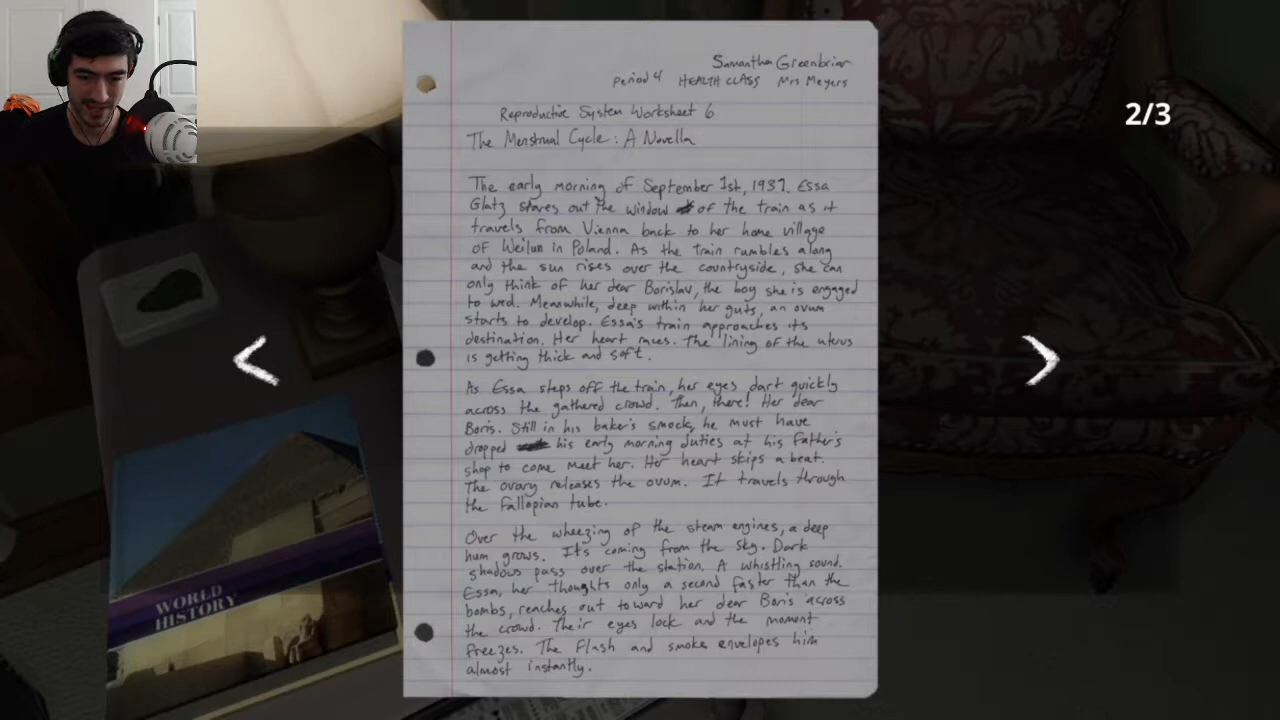 Samantha Greenbriar
Period 4 HEALTH CLASS Mrs Meyers
2/3
Reproductive System Worksheet 6
The Menstrual Cycle: A Novella
The early morning of September 1st, 1937. Essa
Glatz stares out the window of the train as it
travels from Vienna back to her home village
of Weilun in Poland. As the train rumbles along
and the sun rises over the countryside, she can
only think of her dear Borislav, the boy she is engaged
to wed. Meanwhile, deep within her guts, an ovum
starts to develop. Essa's train approaches its
destination. Her heart races. The lining of the uterus
is getting thick and soft.
As Essa steps off the train, her eyes dart quickly
across the gathered crowd. Then, there! Her dear
Boris. Still in his baker's smock, he must have
dropped his early morning duties at his father's
shop to come meet her. Her heart skips a beat.
The ovary releases the ovum. It travels through
the fallopian tube.
Over the wheezing of the steam engines, a deep
hum grows. It's coming from the sky. Dark
shadows pass over the station. A whistling sound.
Essa, her thoughts only a second faster than the
bombs, reaches out toward her dear Boris across
the crowd. Their eyes lock and the moment
freezes. The flash and smoke envelopes him
almost instantly.
WORLD
HISTORY